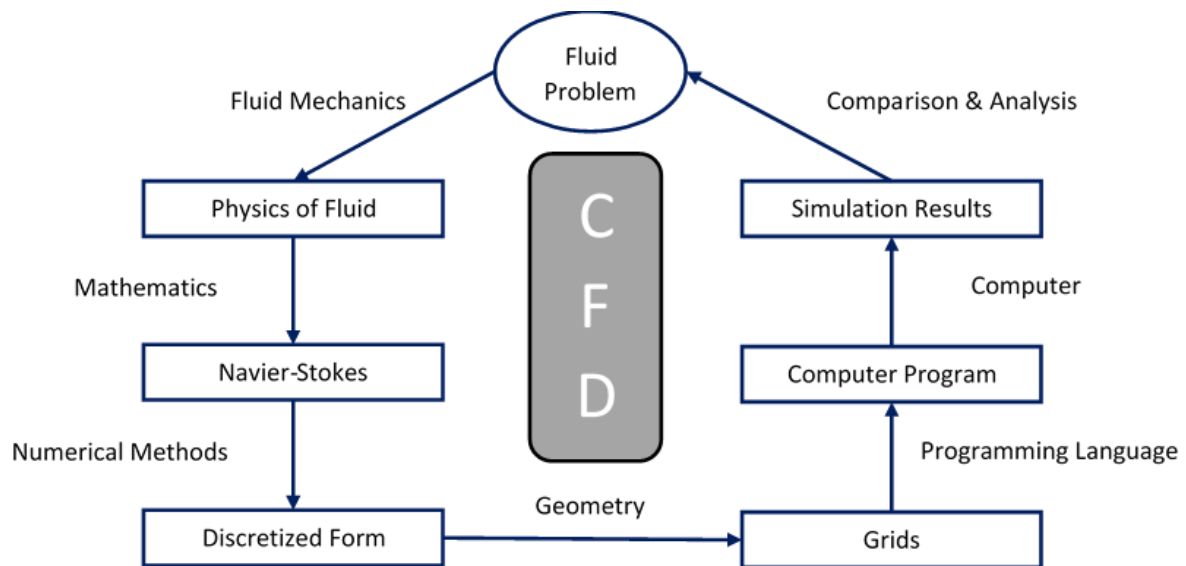 Fluid
Problem
Fluid Mechanics
Comparison & Analysis
Physics of Fluid
C
F
D
Simulation Results
Mathematics
Computer
Navier-Stokes
Computer Program
Numerical Methods
Programming Language
Geometry
Discretized Form
Grids